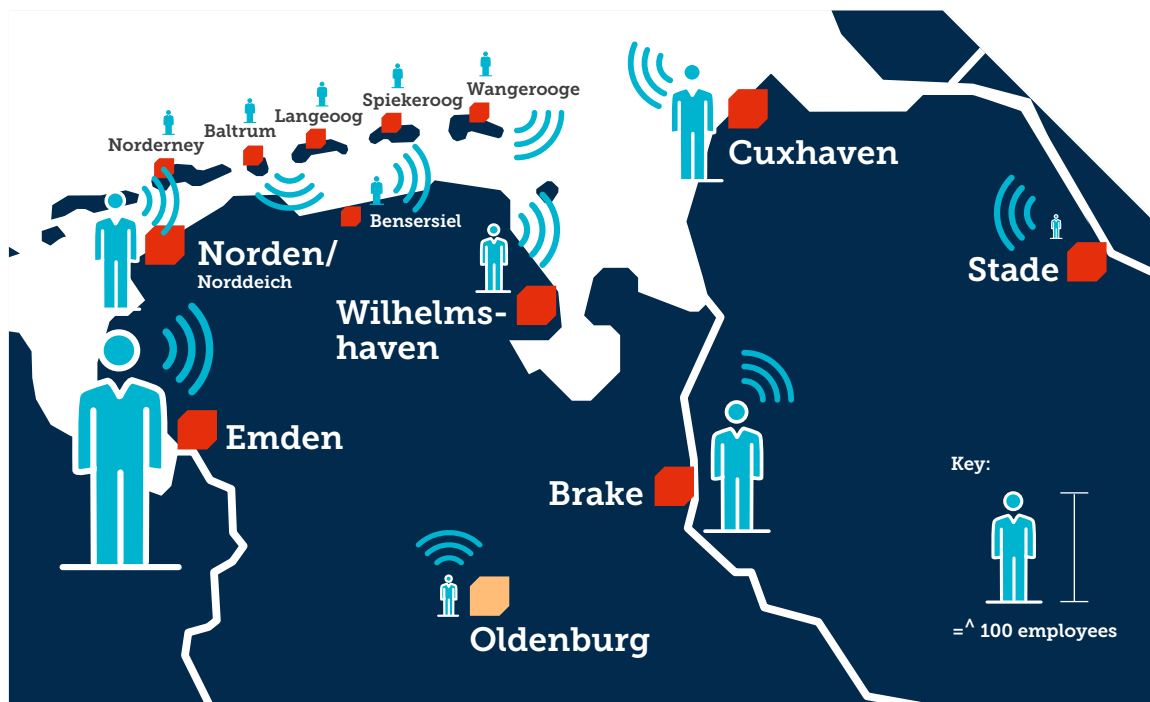 Wangerooge
Spiekeroog
Langeoog
Baltrum
Norderney
Cuxhaven
Bensersiel
Norden/
Norddeich
Stade
Wilhelms-
haven
Emden
Brake
Key:
=^ 100 employees
Oldenburg